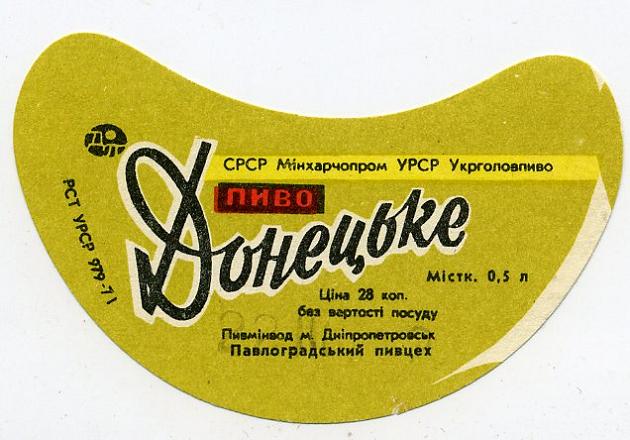 СРСР Мінхарчопром УРСР Укрголовпиво
ПИВО
Донецьке
РСТ УРСР 979-71
Містк. 0,5 л
Ціна 28 коп.
без вартості посуду
Пивмінвод м. Дніпропетровськ
Павлоградський пивцех